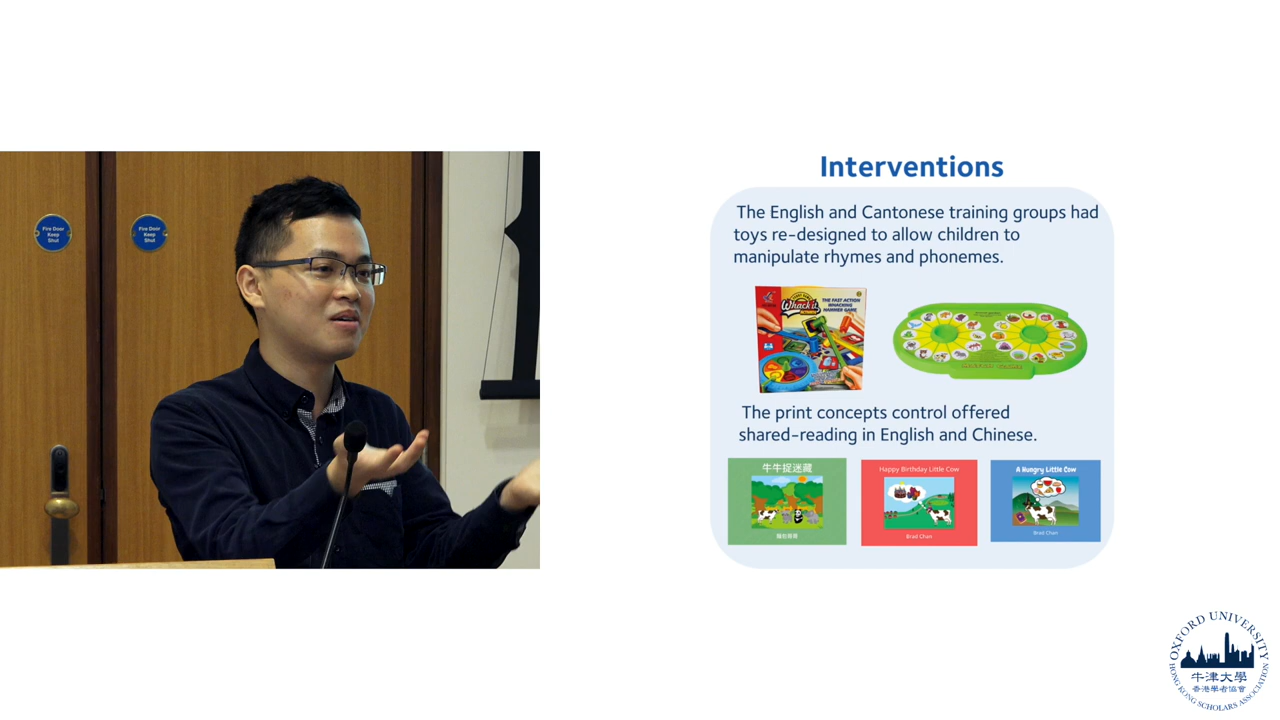 Fire Door
Keep
Shut
Fire Door
Keep
Shut
Interventions
The English and Cantonese training groups had
toys re-designed to allow children to
manipulate rhymes and phonemes.
Whack it
THE FAST ACTION
WHACKING
HAMMER GAME
The print concepts control offered
shared-reading in English and Chinese.
牛牛捉迷藏
Happy Birthday Little Cow
Brad Chan
A Hungry Little Cow
Brad Chan
OXFORD UNIVERSITY
牛津大學
香港學者協會
HONG KONG SCHOLARS ASSOCIATION